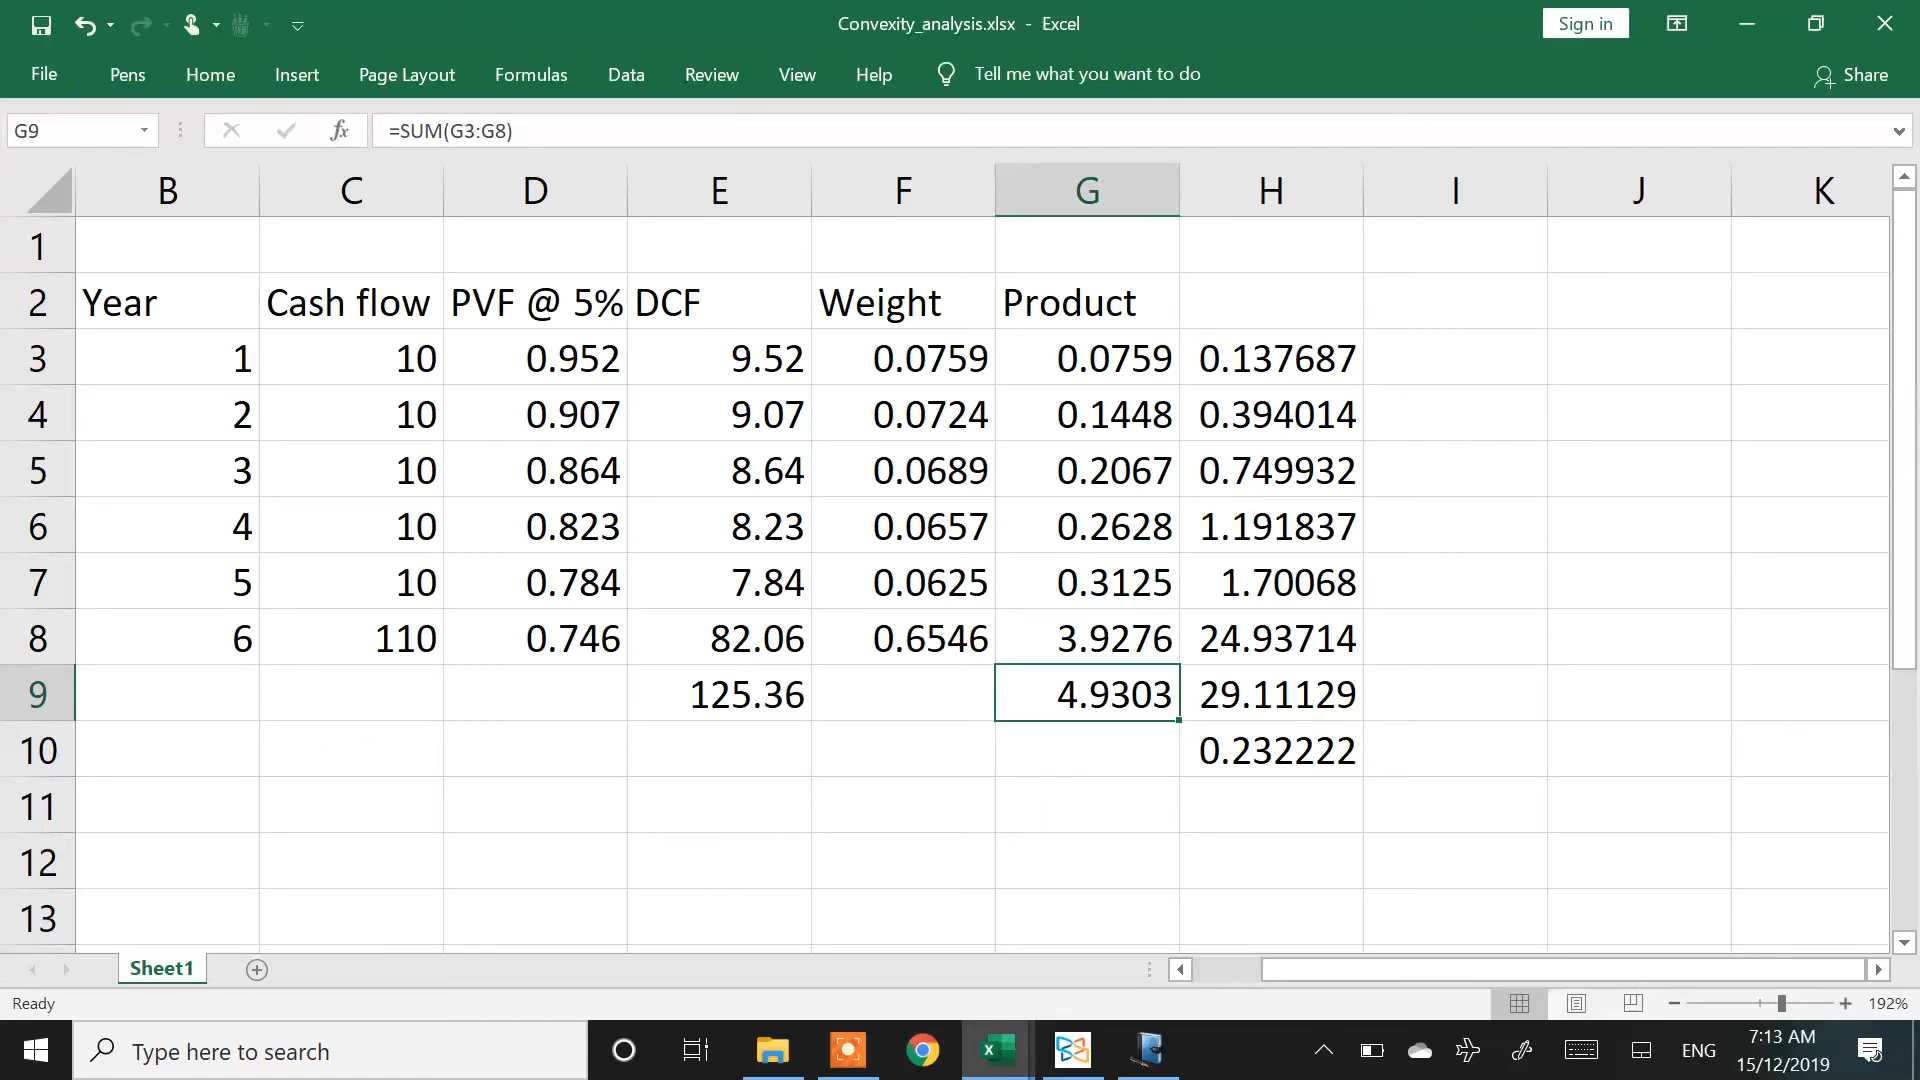 Convexity_analysis.xlsx - Excel
Sign in
File Pens Home Insert Page Layout Formulas Data Review View Help Tell me what you want to do Share
G9 fx =SUM(G3:G8)
B C D E F G H I J K
1
2 Year Cash flow PVF @ 5% DCF Weight Product
3 1 10 0.952 9.52 0.0759 0.0759 0.137687
4 2 10 0.907 9.07 0.0724 0.1448 0.394014
5 3 10 0.864 8.64 0.0689 0.2067 0.749932
6 4 10 0.823 8.23 0.0657 0.2628 1.191837
7 5 10 0.784 7.84 0.0625 0.3125 1.70068
8 6 110 0.746 82.06 0.6546 3.9276 24.93714
9 125.36 4.9303 29.11129
10 0.232222
11
12
13
Sheet1
Ready 192%
Type here to search ENG 7:13 AM
15/12/2019